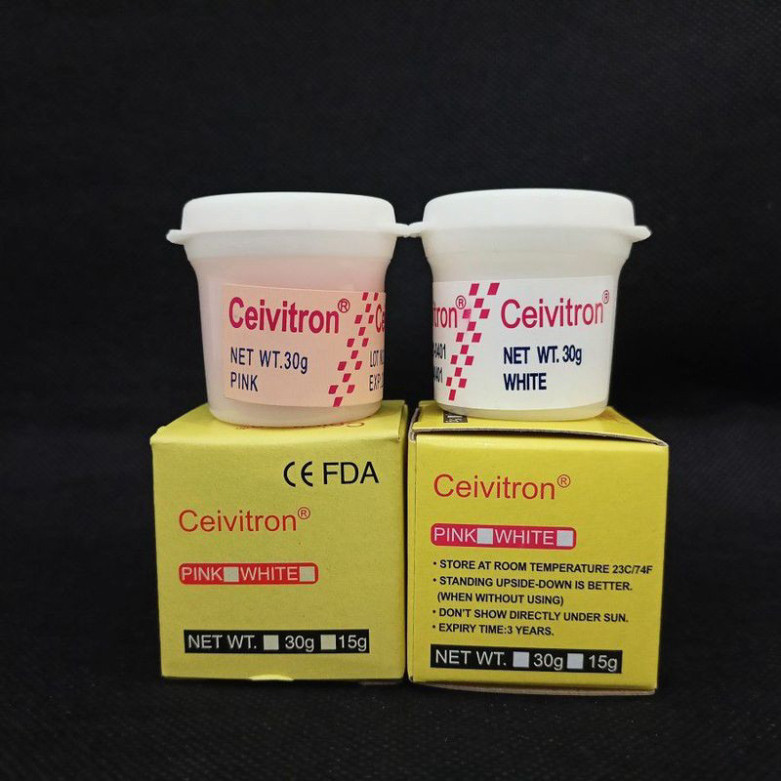 Ceivitron®
NET WT.30g
PINK
tron®
Ceivitron®
NET WT. 30g
WHITE
CE FDA
Ceivitron®
PINK WHITE
NET WT. 30g 15g
Ceivitron®
PINK WHITE
• STORE AT ROOM TEMPERATURE 23C/74F
• STANDING UPSIDE-DOWN IS BETTER.
(WHEN WITHOUT USING)
• DON'T SHOW DIRECTLY UNDER SUN.
• EXPIRY TIME:3 YEARS.
NET WT. 30g 15g